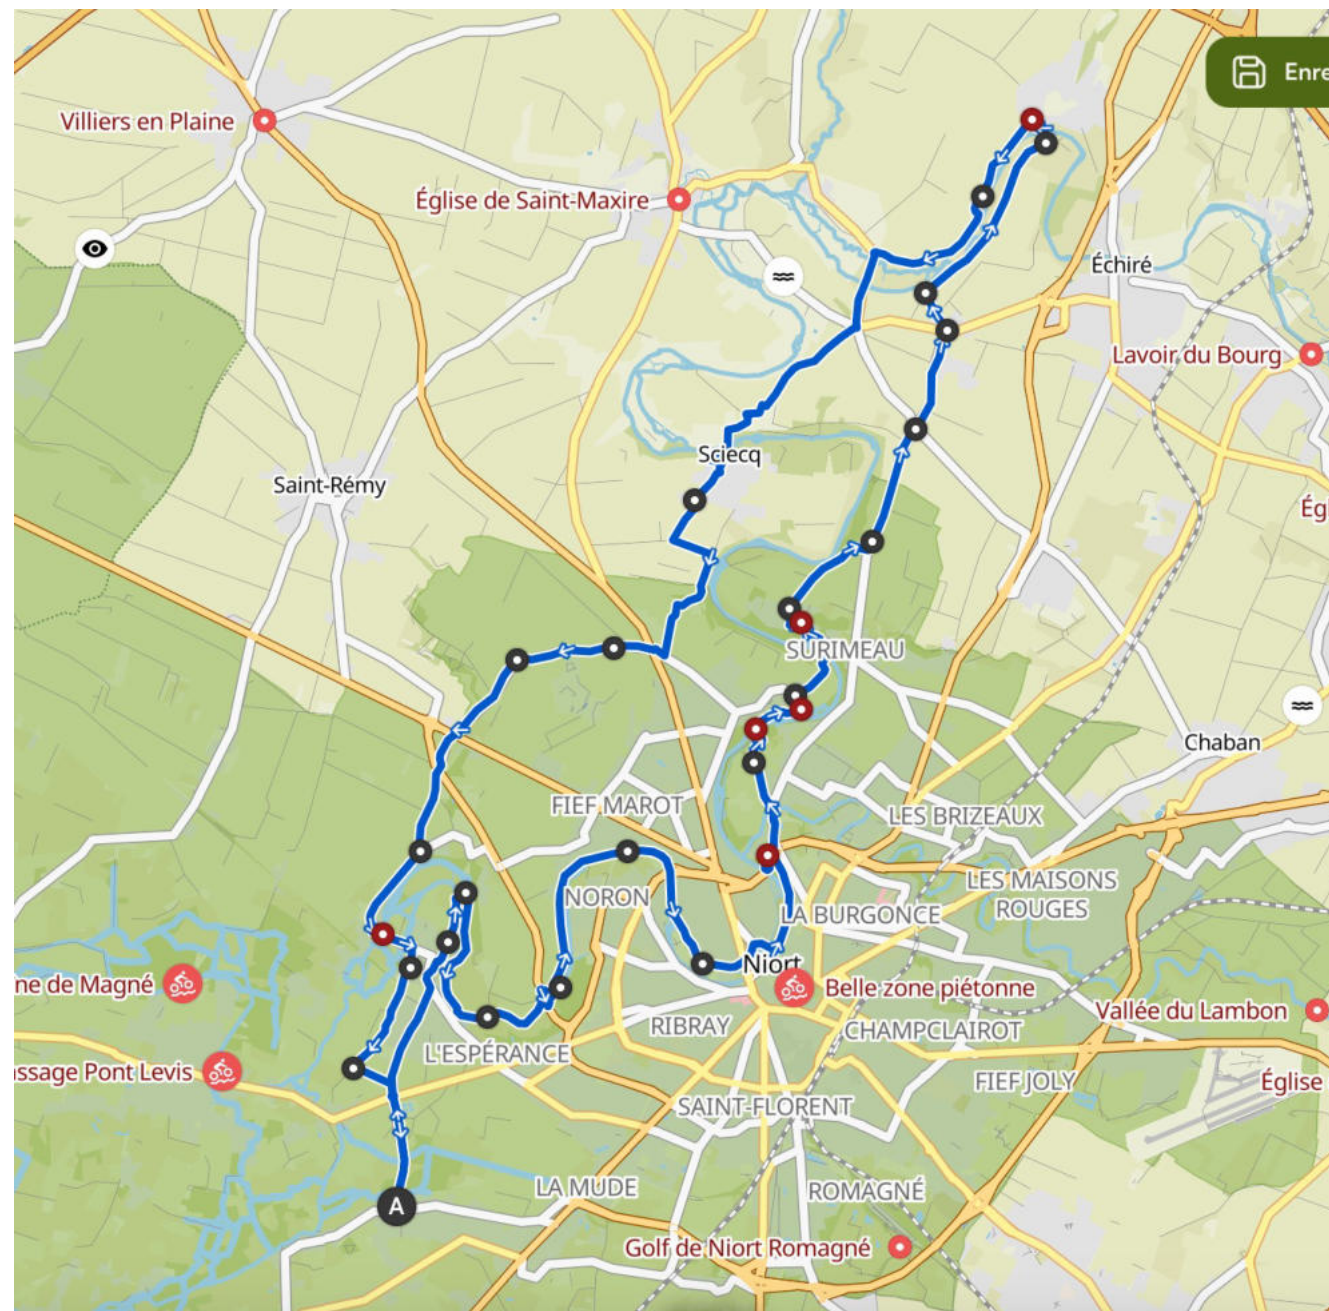 Enre
Villiers en Plaine
Église de Saint-Maxire
Échiré
Lavoir du Bourg
Sciecq
Saint-Rémy
Ég
SURIMEAU
Chaban
FIEF MAROT
LES BRIZEAUX
LES MAISONS
ROUGES
NORON
LA BURGONCE
Niort
ne de Magné
Belle zone piétonne
Vallée du Lambon
RIBRAY
CHAMPCLAIROT
L'ESPÉRANCE
ssage Pont Levis
FIEF JOLY
Église
SAINT-FLORENT
LA MUDE
ROMAGNÉ
A
Golf de Niort Romagné